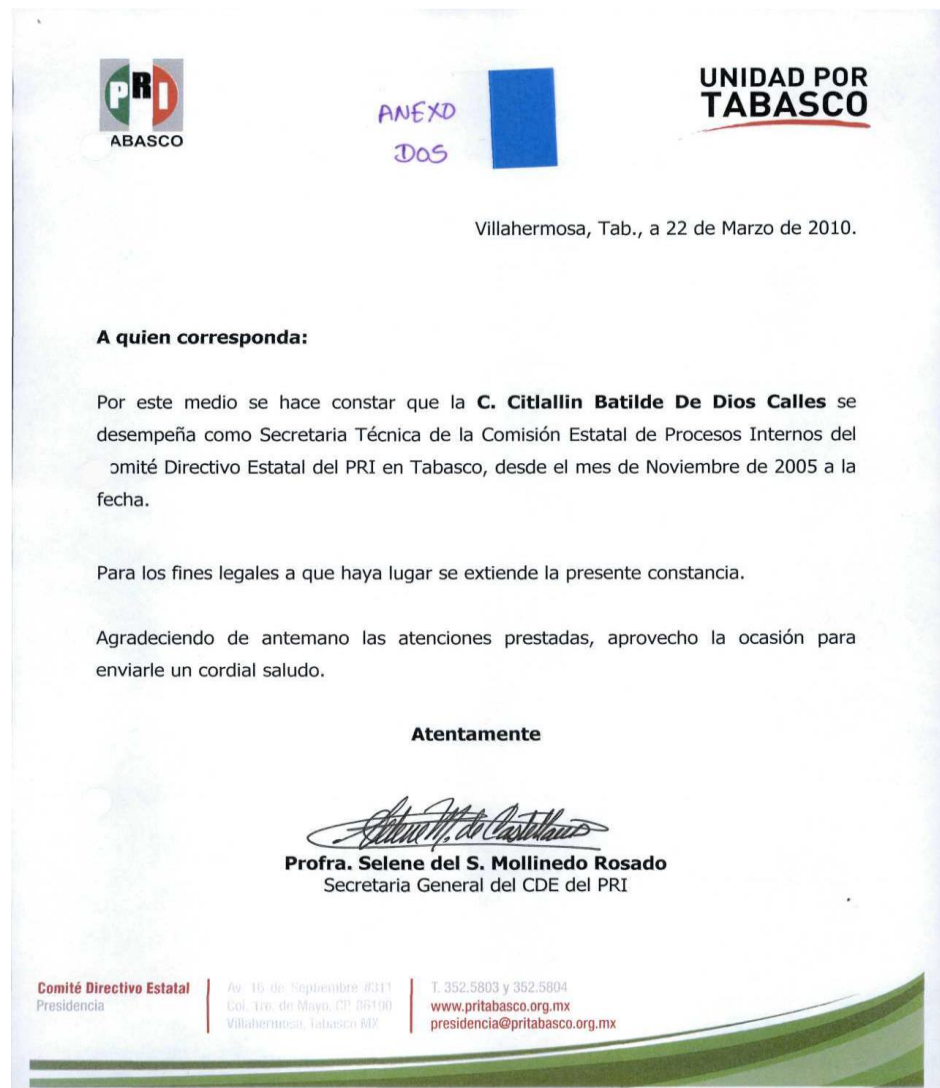 PRI
ABASCO
ANEXO
DOS
UNIDAD POR
TABASCO
Villahermosa, Tab., a 22 de Marzo de 2010.
A quien corresponda:
Por este medio se hace constar que la C. Citlallin Batilde De Dios Calles se
desempeña como Secretaria Técnica de la Comisión Estatal de Procesos Internos del
omité Directivo Estatal del PRI en Tabasco, desde el mes de Noviembre de 2005 a la
fecha.
Para los fines legales a que haya lugar se extiende la presente constancia.
Agradeciendo de antemano las atenciones prestadas, aprovecho la ocasión para
enviarle un cordial saludo.
Atentamente
Selene M. de Castellanos
Profra. Selene del S. Mollinedo Rosado
Secretaria General del CDE del PRI
Comité Directivo Estatal
Presidencia
Av. 16 de Septiembre #311
Col. 1ro. de Mayo, CP. 86190
Villahermosa, Tabasco MX
T. 352.5803 y 352.5804
www.pritabasco.org.mx
presidencia@pritabasco.org.mx